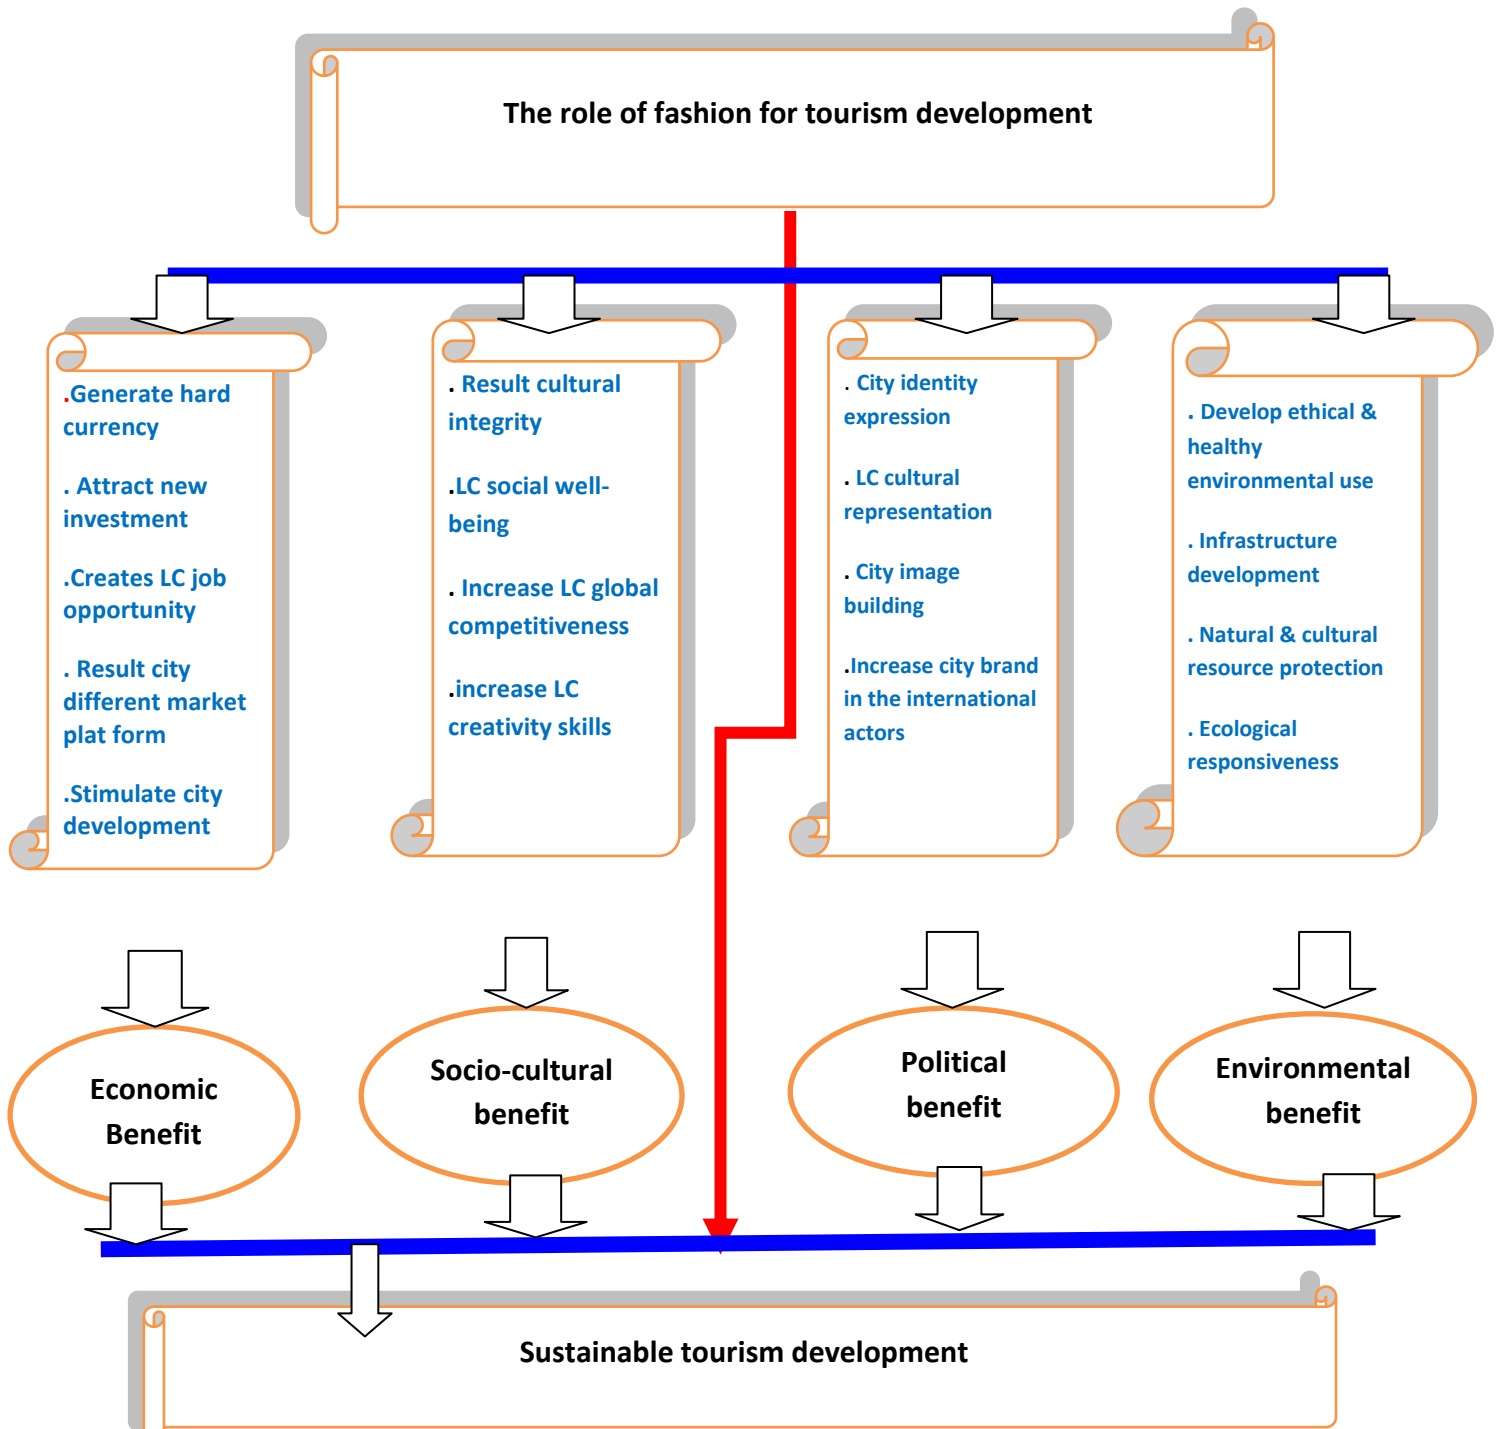 The role of fashion for tourism development
.Generate hard
currency
. Attract new
investment
.Creates LC job
opportunity
. Result city
different market
plat form
.Stimulate city
development
. Result cultural
integrity
.LC social well-
being
. Increase LC global
competitiveness
.increase LC
creativity skills
. City identity
expression
. LC cultural
representation
. City image
building
.Increase city brand
in the international
actors
. Develop ethical &
healthy
environmental use
. Infrastructure
development
. Natural & cultural
resource protection
. Ecological
responsiveness
Economic
Benefit
Socio-cultural
benefit
Political
benefit
Environmental
benefit
Sustainable tourism development